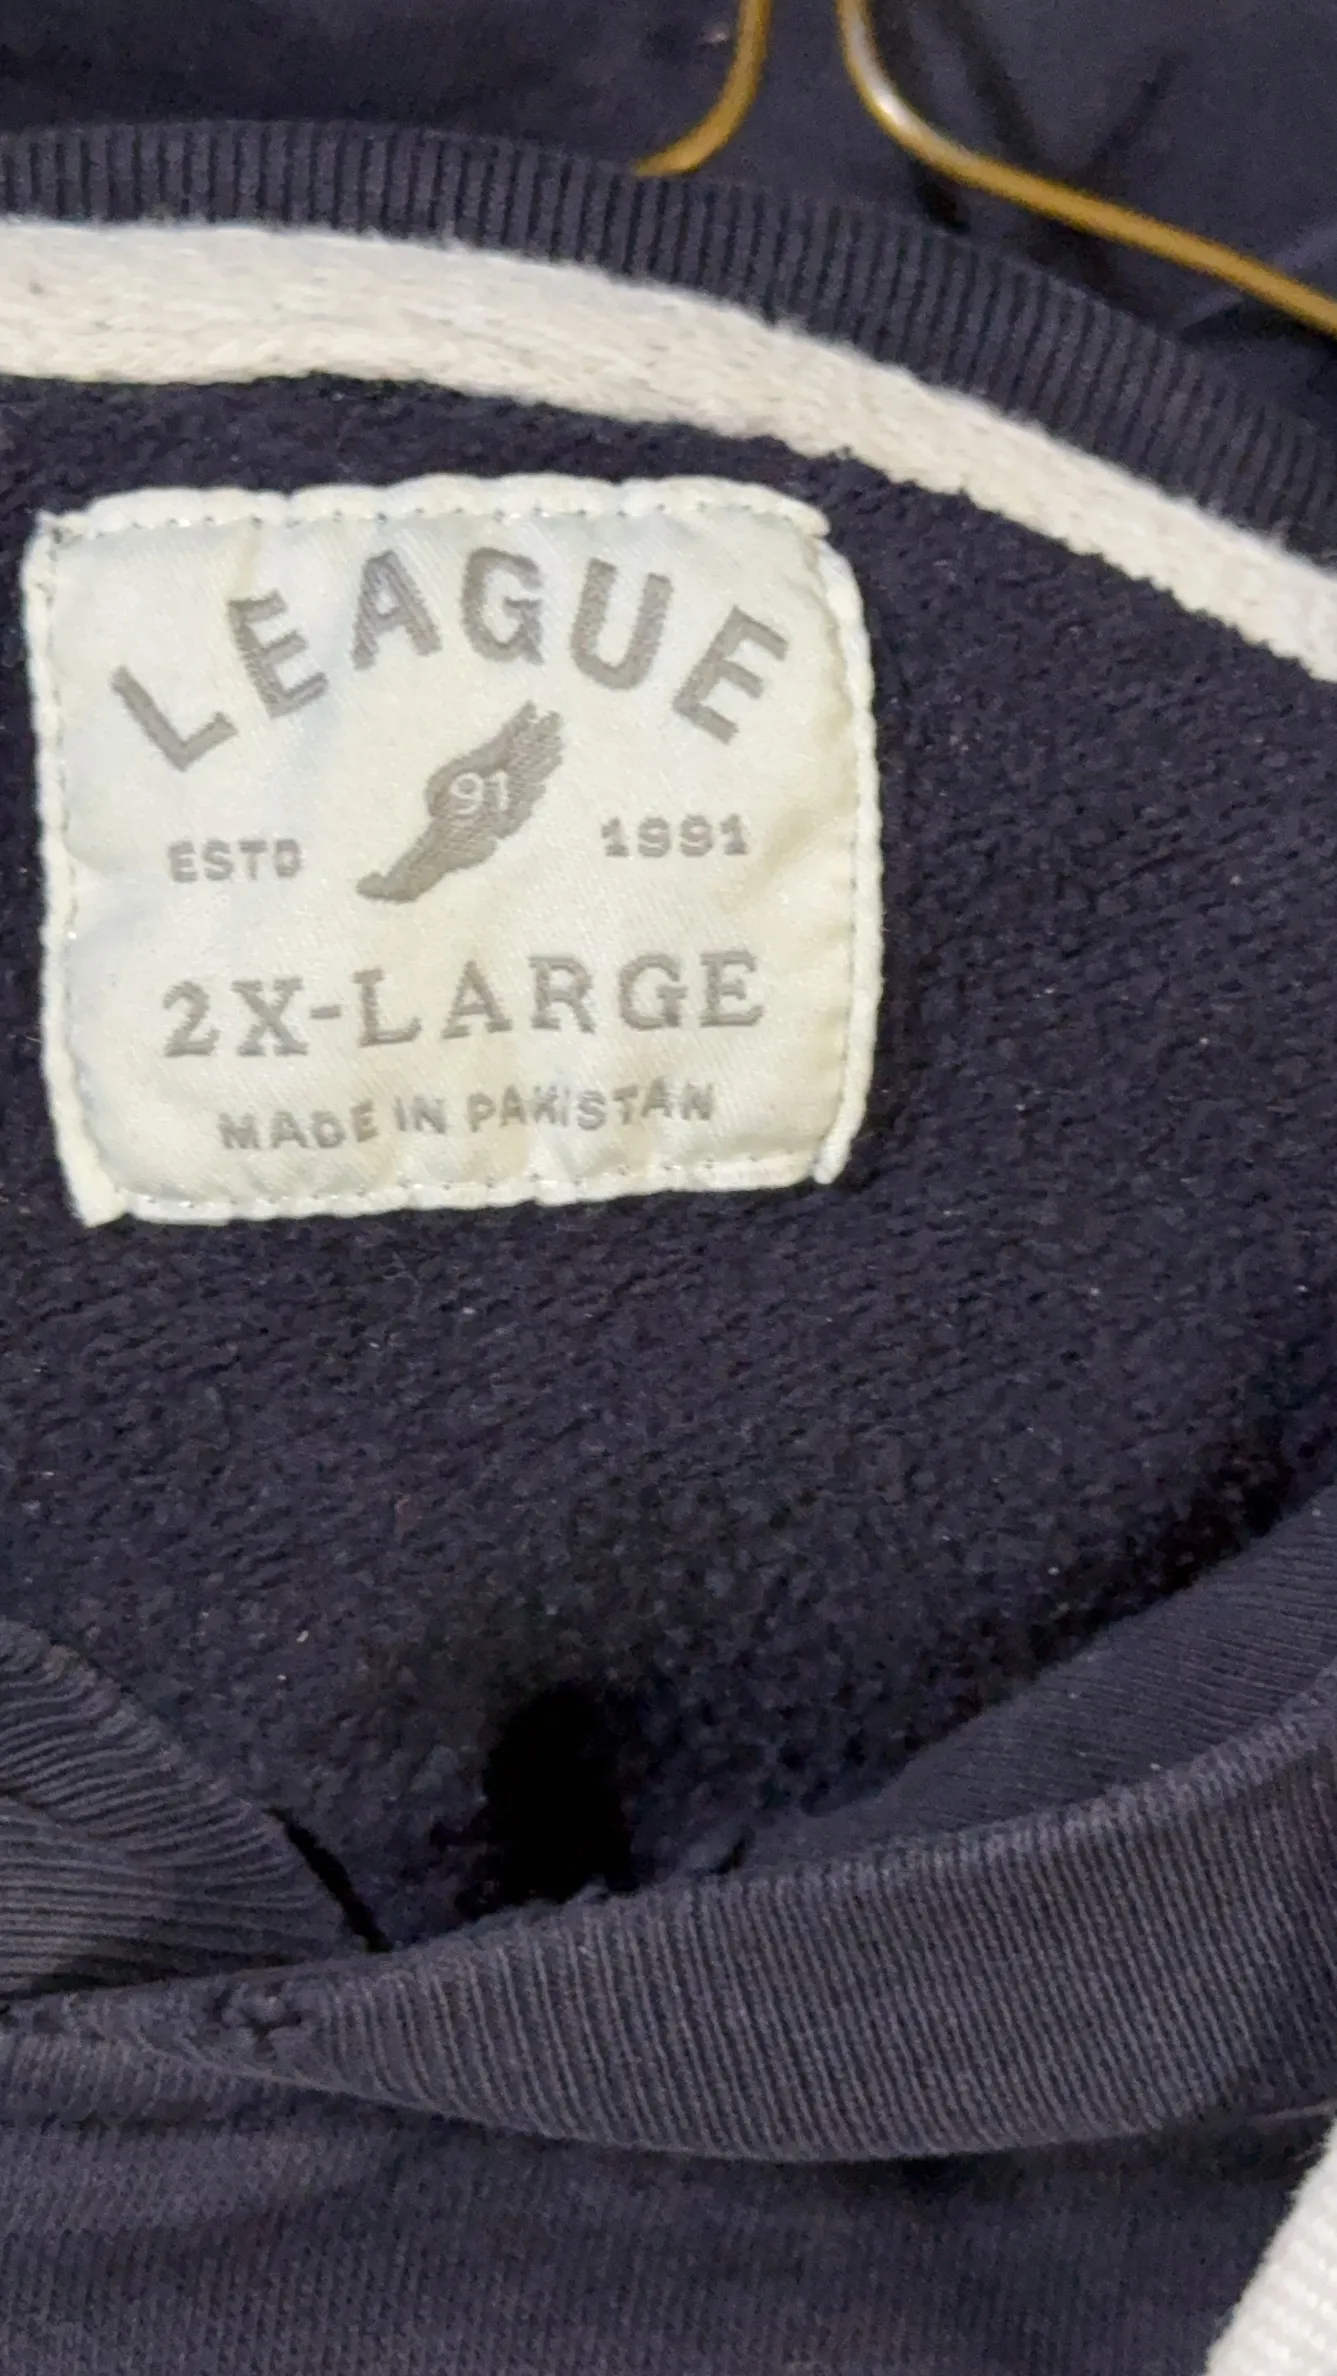 LEAGUE
91
ESTD 1991
2X-LARGE
MADE IN PAKISTAN